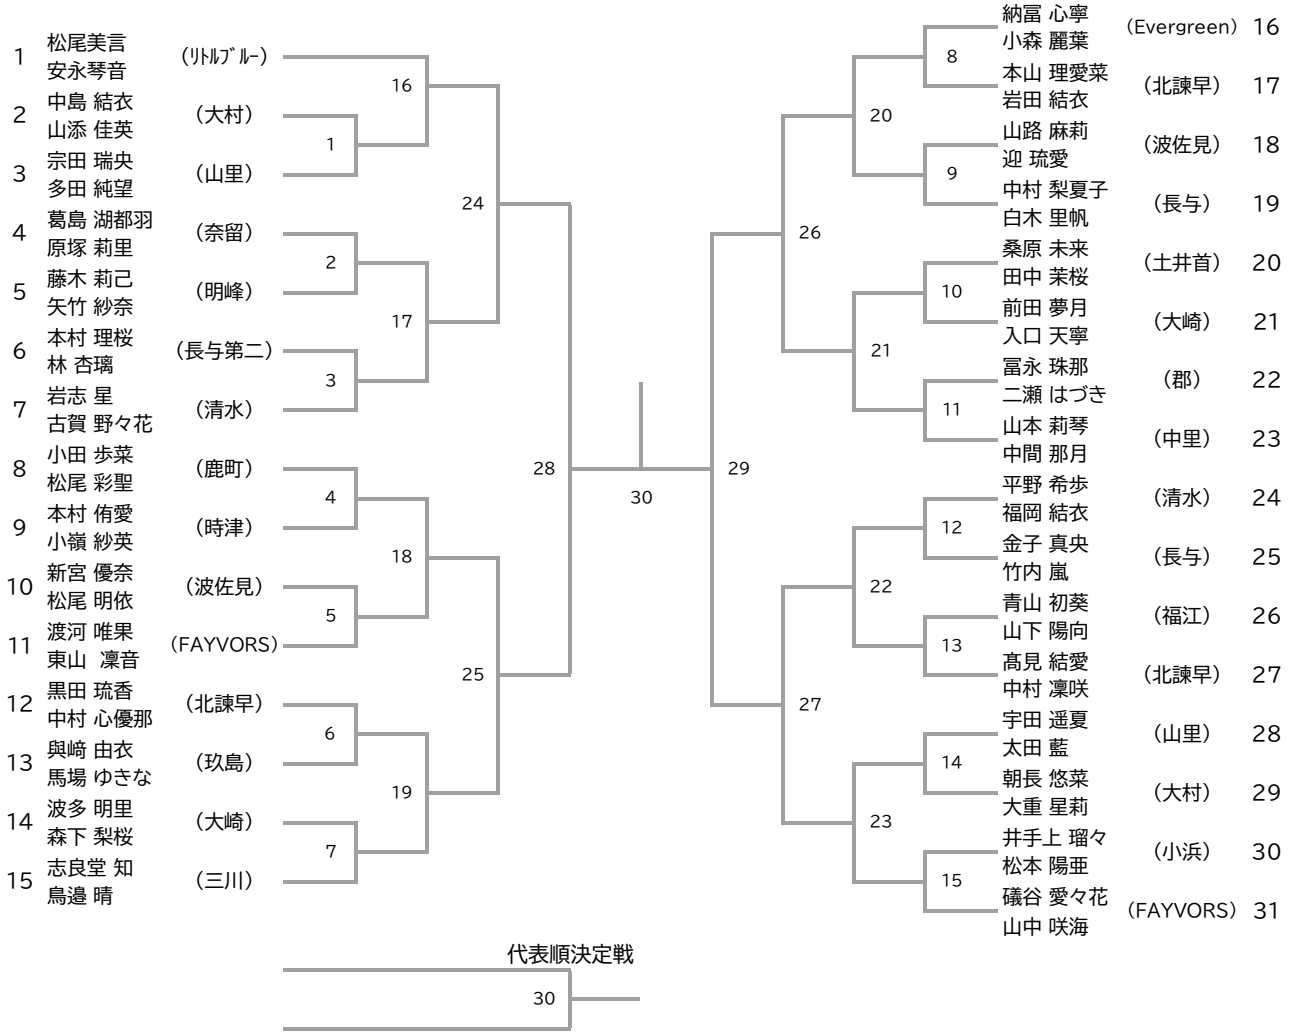 1 松尾美言 (ﾘﾄﾙﾌﾞﾙｰ)
安永琴音
2 中島 結衣 (大村)
山添 佳英
3 宗田 瑞央 (山里)
多田 純望
4 葛島 湖都羽 (奈留)
原塚 莉里
5 藤木 莉己 (明峰)
矢竹 紗奈
6 本村 理桜 (長与第二)
林 杏璃
7 岩志 星 (清水)
古賀 野々花
8 小田 歩菜 (鹿町)
松尾 彩聖
9 本村 侑愛 (時津)
小嶺 紗英
10 新宮 優奈 (波佐見)
松尾 明依
11 渡河 唯果 (FAYVORS)
東山 凜音
12 黒田 琉香 (北諫早)
中村 心優那
13 與﨑 由衣 (玖島)
馬場 ゆきな
14 波多 明里 (大崎)
森下 梨桜
15 志良堂 知 (三川)
鳥邉 晴
1
2
3
4
5
6
7
16
17
18
19
24
25
28
30
29
26
27
20
21
22
23
8
9
10
11
12
13
14
15
納冨 心寧 (Evergreen) 16
小森 麗葉
本山 理愛菜 (北諫早) 17
岩田 結衣
山路 麻莉 (波佐見) 18
迎 琉愛
中村 梨夏子 (長与) 19
白木 里帆
桑原 未来 (土井首) 20
田中 茉桜
前田 夢月 (大崎) 21
入口 天寧
冨永 珠那 (郡) 22
二瀬 はづき
山本 莉琴 (中里) 23
中間 那月
平野 希歩 (清水) 24
福岡 結衣
金子 真央 (長与) 25
竹内 嵐
青山 初葵 (福江) 26
山下 陽向
髙見 結愛 (北諫早) 27
中村 凜咲
宇田 遥夏 (山里) 28
太田 藍
朝長 悠菜 (大村) 29
大重 星莉
井手上 瑠々 (小浜) 30
松本 陽亜
礒谷 愛々花 (FAYVORS) 31
山中 咲海
代表順決定戦
30